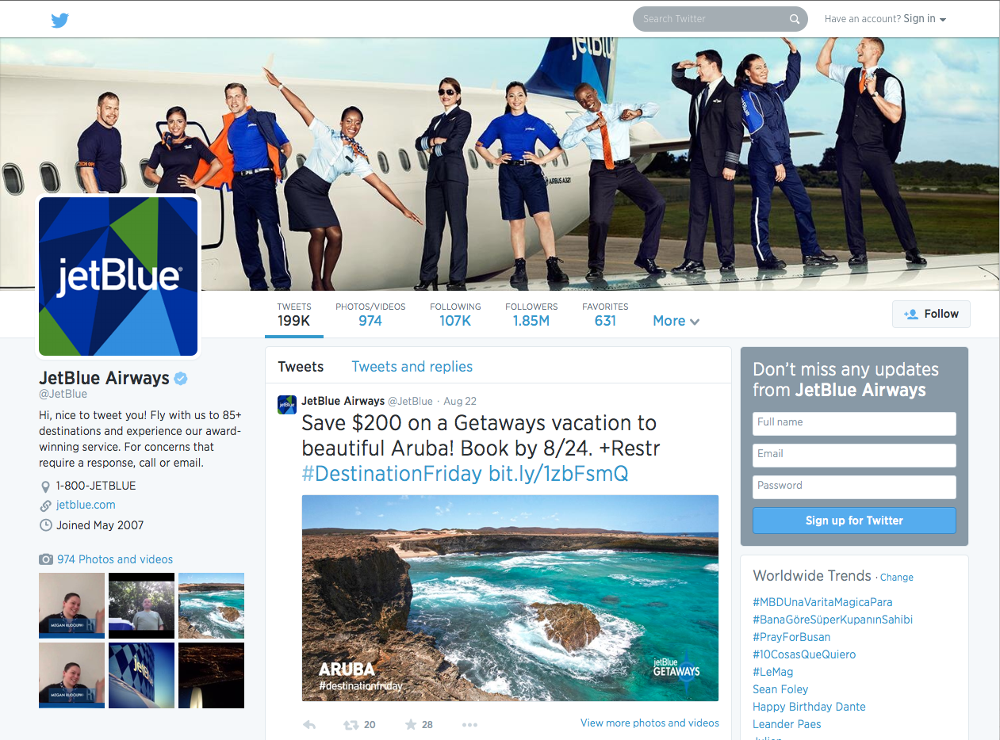 Search Twitter
Have an account? Sign in
jetBlue
TECH OPS
AIRBUS A321
jetBlue
TWEETS
199K
PHOTOS/VIDEOS
974
FOLLOWING
107K
FOLLOWERS
1.85M
FAVORITES
631
More
Follow
JetBlue Airways
@JetBlue
Hi, nice to tweet you! Fly with us to 85+
destinations and experience our award-
winning service. For concerns that
require a response, call or email.
1-800-JETBLUE
jetblue.com
Joined May 2007
974 Photos and videos
MEGAN RUDOLPH
MEGAN RUDOLPH
jetBlue
Tweets
Tweets and replies
jetBlue
JetBlue Airways @JetBlue · Aug 22
Save $200 on a Getaways vacation to
beautiful Aruba! Book by 8/24. +Restr
#DestinationFriday bit.ly/1zbFsmQ
ARUBA
#destinationfriday
jetBlue
GETAWAYS
20
28
View more photos and videos
Don’t miss any updates
from JetBlue Airways
Full name
Email
Password
Sign up for Twitter
Worldwide Trends · Change
#MBDUnaVaritaMagicaPara
#BanaGöreSüperKupanınSahibi
#PrayForBusan
#10CosasQueQuiero
#LeMag
Sean Foley
Happy Birthday Dante
Leander Paes